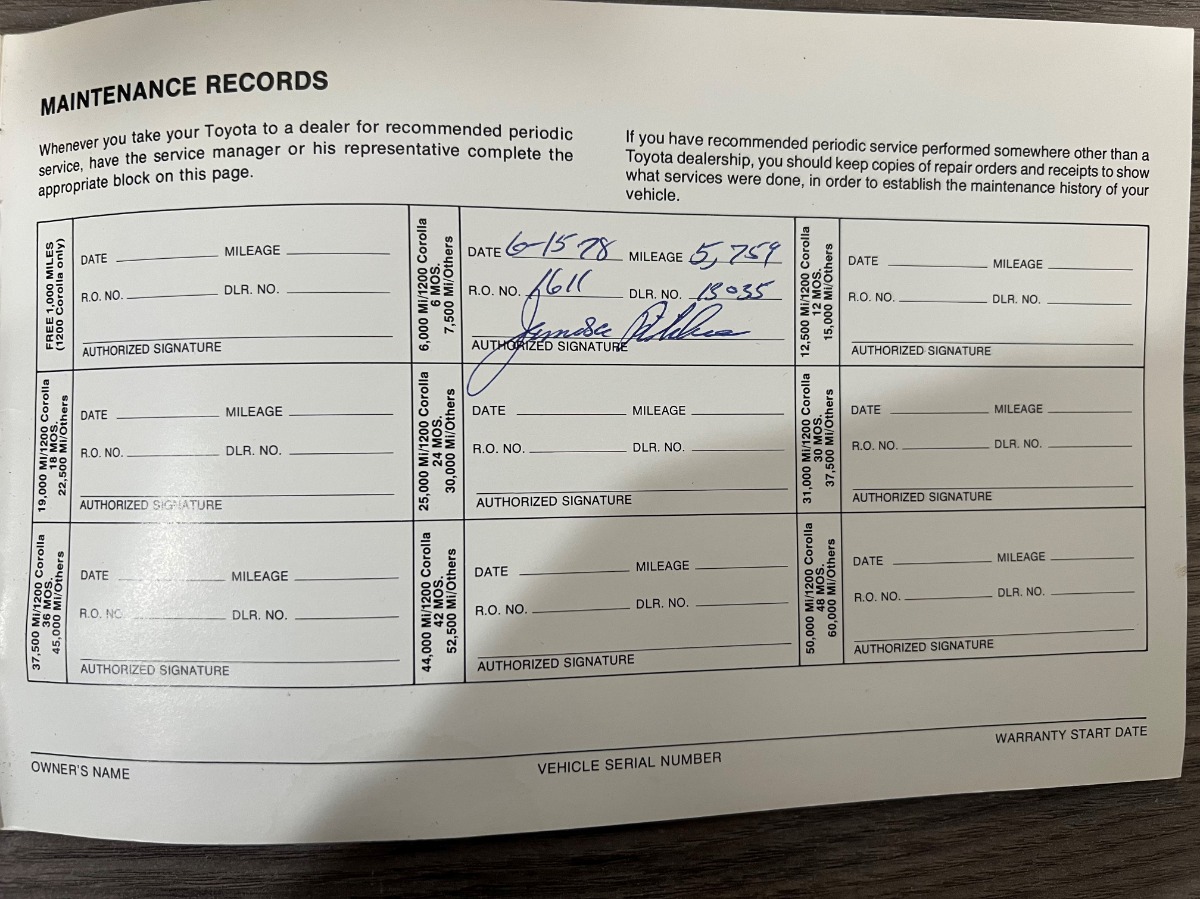 MAINTENANCE RECORDS
Whenever you take your Toyota to a dealer for recommended periodic
service, have the service manager or his representative complete the
appropriate block on this page.
If you have recommended periodic service performed somewhere other than a
Toyota dealership, you should keep copies of repair orders and receipts to show
what services were done, in order to establish the maintenance history of your
vehicle.
FREE 1,000 MILES
(1200 Corolla only)
DATE MILEAGE
R.O. NO. DLR. NO.
AUTHORIZED SIGNATURE
6,000 Mi/1200 Corolla
6 MOS.
7,500 Mi/Others
DATE 6-15 78 MILEAGE 5,759
R.O. NO. 1611 DLR. NO. 13035
AUTHORIZED SIGNATURE
12,500 Mi/1200 Corolla
12 MOS.
15,000 Mi/Others
DATE MILEAGE
R.O. NO. DLR. NO.
AUTHORIZED SIGNATURE
19,000 Mi/1200 Corolla
18 MOS.
22,500 Mi/Others
DATE MILEAGE
R.O. NO. DLR. NO.
AUTHORIZED SIGNATURE
25,000 Mi/1200 Corolla
24 MOS.
30,000 Mi/Others
DATE MILEAGE
R.O. NO. DLR. NO.
AUTHORIZED SIGNATURE
31,000 Mi/1200 Corolla
30 MOS.
37,500 Mi/Others
DATE MILEAGE
R.O. NO. DLR. NO.
AUTHORIZED SIGNATURE
37,500 Mi/1200 Corolla
36 MOS.
45,000 Mi/Others
DATE MILEAGE
R.O. NO. DLR. NO.
AUTHORIZED SIGNATURE
44,000 Mi/1200 Corolla
42 MOS.
52,500 Mi/Others
DATE MILEAGE
R.O. NO. DLR. NO.
AUTHORIZED SIGNATURE
50,000 Mi/1200 Corolla
48 MOS.
60,000 Mi/Others
DATE MILEAGE
R.O. NO. DLR. NO.
AUTHORIZED SIGNATURE
OWNER'S NAME VEHICLE SERIAL NUMBER WARRANTY START DATE